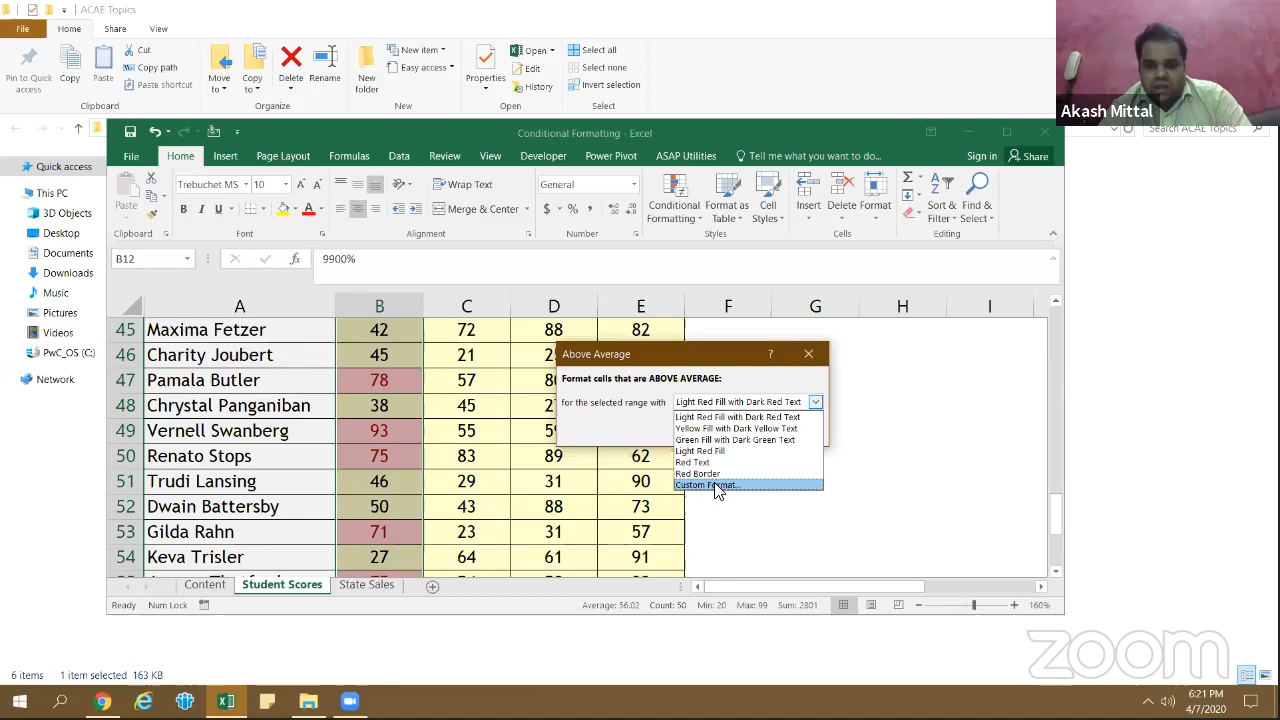 ACAE Topics
File Home Share View
Pin to Quick access
Copy
Paste
Cut
Copy path
Paste shortcut
Clipboard
Move to
Copy to
Delete
Rename
Organize
New folder
New item
Easy access
New
Properties
Open
Edit
History
Open
Select all
Select none
Invert selection
Select
Akash Mittal
Search ACAE Topics
Quick access
This PC
3D Objects
Desktop
Documents
Downloads
Music
Pictures
Videos
PwC_OS (C:)
Network
Conditional Formatting - Excel
File Home Insert Page Layout Formulas Data Review View Developer Power Pivot ASAP Utilities Tell me what you want to do... Sign in Share
Paste
Clipboard
Trebuchet MS 10
B I U
Font
Wrap Text
Merge & Center
Alignment
General
$ % ,
Number
Conditional Formatting
Format as Table
Cell Styles
Styles
Insert Delete Format
Cells
Sort & Filter
Find & Select
Editing
B12 fx 9900%
A B C D E F G H I
45 Maxima Fetzer 42 72 88 82
46 Charity Joubert 45 21
47 Pamala Butler 78 57
48 Chrystal Panganiban 38 45
49 Vernell Swanberg 93 55
50 Renato Stops 75 83 89 62
51 Trudi Lansing 46 29 31 90
52 Dwain Battersby 50 43 88 73
53 Gilda Rahn 71 23 31 57
54 Keva Trisler 27 64 61 91
Above Average ?
Format cells that are ABOVE AVERAGE:
for the selected range with Light Red Fill with Dark Red Text
Light Red Fill with Dark Red Text
Yellow Fill with Dark Yellow Text
Green Fill with Dark Green Text
Light Red Fill
Red Text
Red Border
Custom Format...
Content Student Scores State Sales
Ready Num Lock Average: 56.02 Count: 50 Min: 20 Max: 99 Sum: 2801 160%
zoom
6 items 1 item selected 163 KB
6:21 PM
4/7/2020